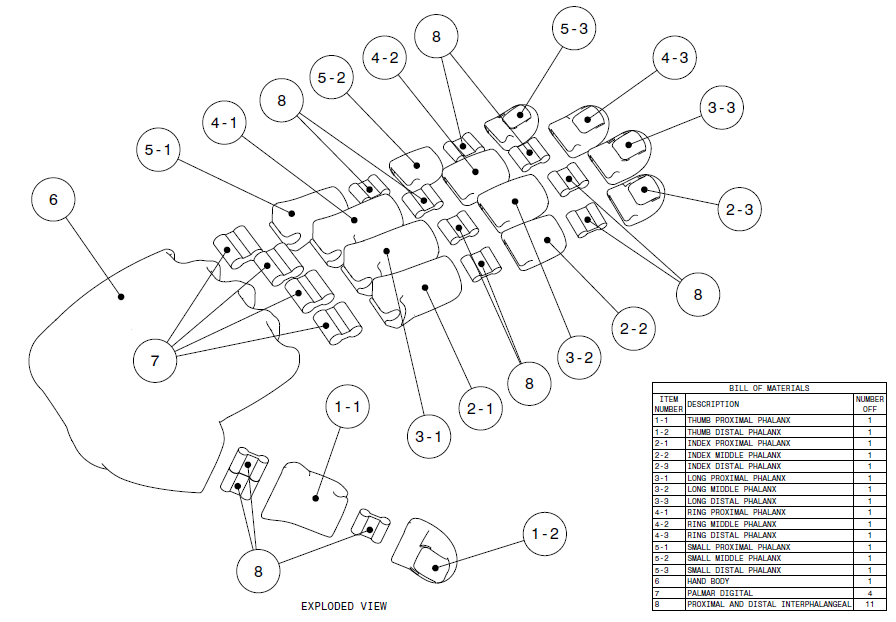 5-3
8
4-2
4-3
5-2
8
3-3
4-1
5-1
6
2-3
8
2-2
7
3-2
8
1-1
2-1
3-1
1-2
8
EXPLODED VIEW
BILL OF MATERIALS
ITEM NUMBER DESCRIPTION NUMBER OFF
1-1 THUMB PROXIMAL PHALANX 1
1-2 THUMB DISTAL PHALANX 1
2-1 INDEX PROXIMAL PHALANX 1
2-2 INDEX MIDDLE PHALANX 1
2-3 INDEX DISTAL PHALANX 1
3-1 LONG PROXIMAL PHALANX 1
3-2 LONG MIDDLE PHALANX 1
3-3 LONG DISTAL PHALANX 1
4-1 RING PROXIMAL PHALANX 1
4-2 RING MIDDLE PHALANX 1
4-3 RING DISTAL PHALANX 1
5-1 SMALL PROXIMAL PHALANX 1
5-2 SMALL MIDDLE PHALANX 1
5-3 SMALL DISTAL PHALANX 1
6 HAND BODY 1
7 PALMAR DIGITAL 4
8 PROXIMAL AND DISTAL INTERPHALANGEAL 11